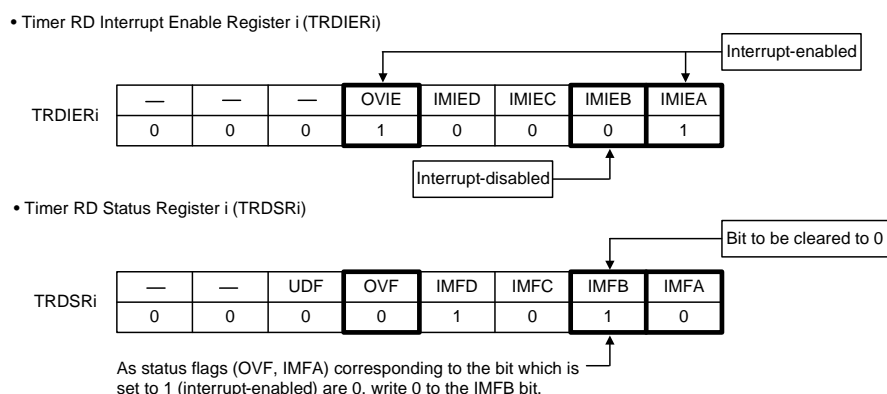 • Timer RD Interrupt Enable Register i (TRDIERi)
Interrupt-enabled
TRDIERi
— — — OVIE IMIED IMIEC IMIEB IMIEA
0 0 0 1 0 0 0 1
Interrupt-disabled
• Timer RD Status Register i (TRDSRi)
Bit to be cleared to 0
TRDSRi
— — UDF OVF IMFD IMFC IMFB IMFA
0 0 0 0 1 0 1 0
As status flags (OVF, IMFA) corresponding to the bit which is
set to 1 (interrupt-enabled) are 0, write 0 to the IMFB bit.